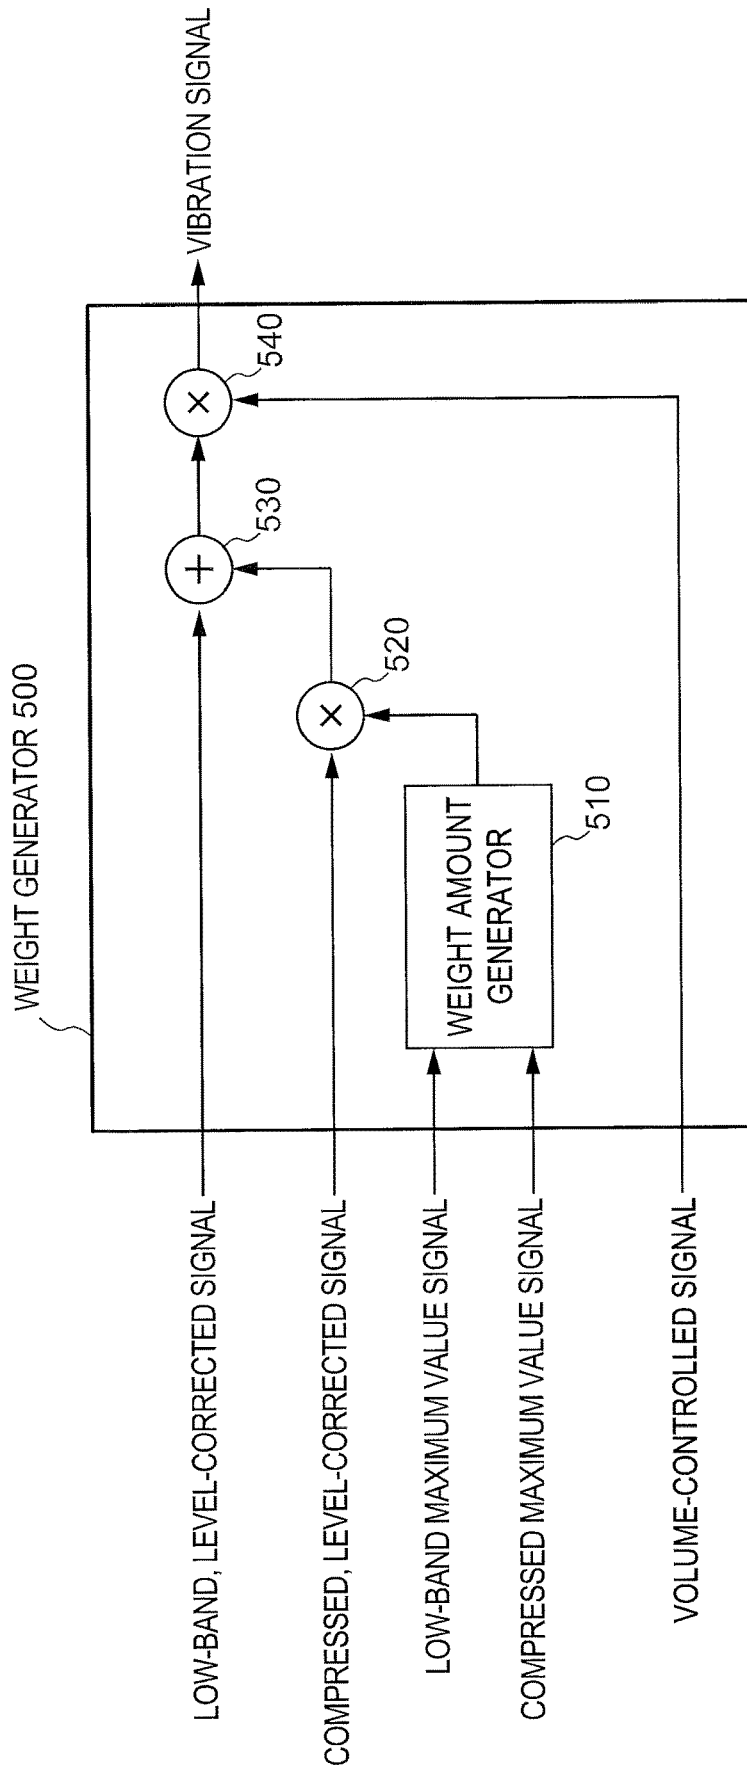 WEIGHT GENERATOR 500
LOW-BAND, LEVEL-CORRECTED SIGNAL
+
530
×
540
VIBRATION SIGNAL
COMPRESSED, LEVEL-CORRECTED SIGNAL
×
520
LOW-BAND MAXIMUM VALUE SIGNAL
COMPRESSED MAXIMUM VALUE SIGNAL
WEIGHT AMOUNT
GENERATOR
510
VOLUME-CONTROLLED SIGNAL